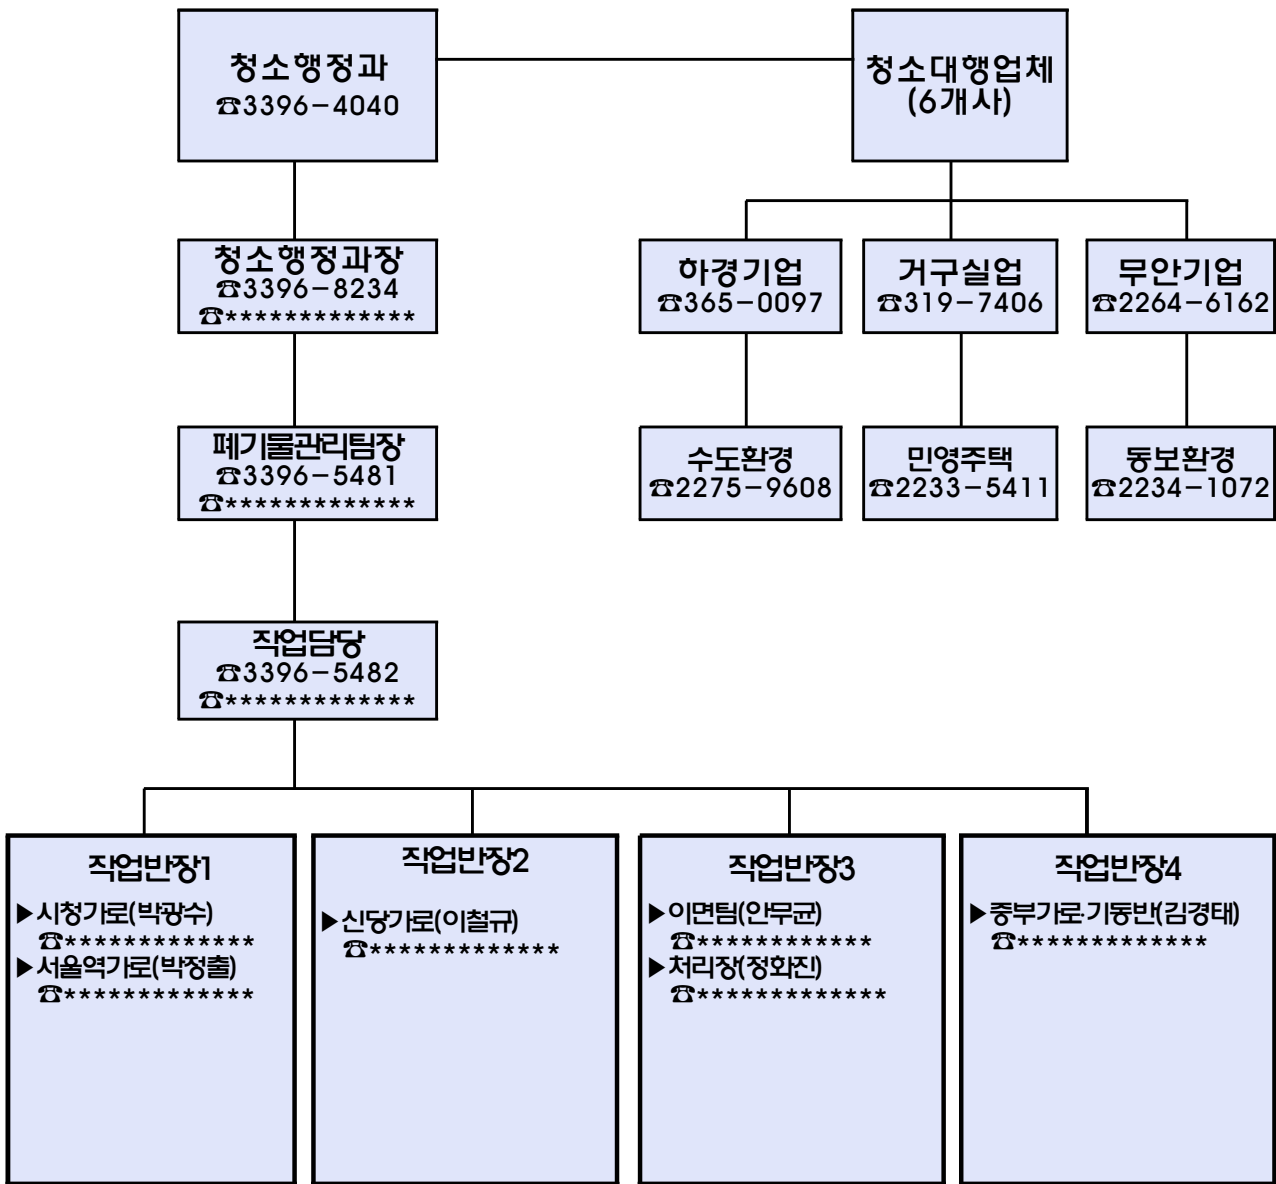 청소행정과
☎3396-4040
청소대행업체
(6개사)
청소행정과장
☎3396-8234
☎*************
하경기업
☎365-0097
거구실업
☎319-7406
무안기업
☎2264-6162
폐기물관리팀장
☎3396-5481
☎*************
수도환경
☎2275-9608
민영주택
☎2233-5411
동보환경
☎2234-1072
작업담당
☎3396-5482
☎*************
작업반장1
▶시청가로(박광수)
☎*************
▶서울역가로(박정출)
☎*************
작업반장2
▶신당가로(이철규)
☎*************
작업반장3
▶이면팀(안무균)
☎************
▶처리장(정화진)
☎*************
작업반장4
▶중부가로·기동반(김경태)
☎*************